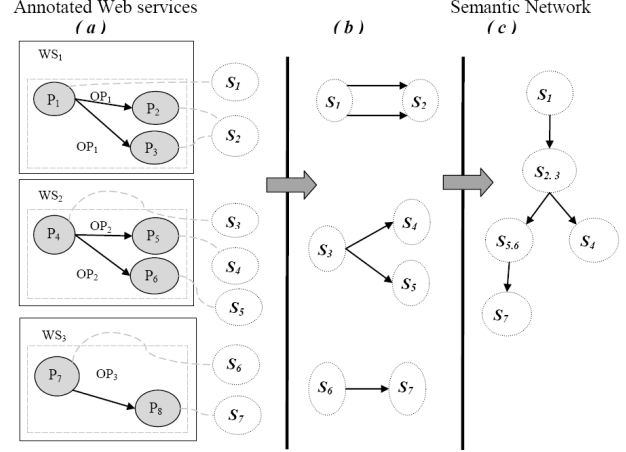 Annotated Web services
Semantic Network
( a )
( b )
( c )
WS1
P1
OP1
P2
OP1
P3
S1
S2
WS2
P4
OP2
P5
OP2
P6
S3
S4
S5
WS3
P7
OP3
P8
S6
S7
S1
S2
S3
S4
S5
S6
S7
S1
S2, 3
S5,6
S4
S7